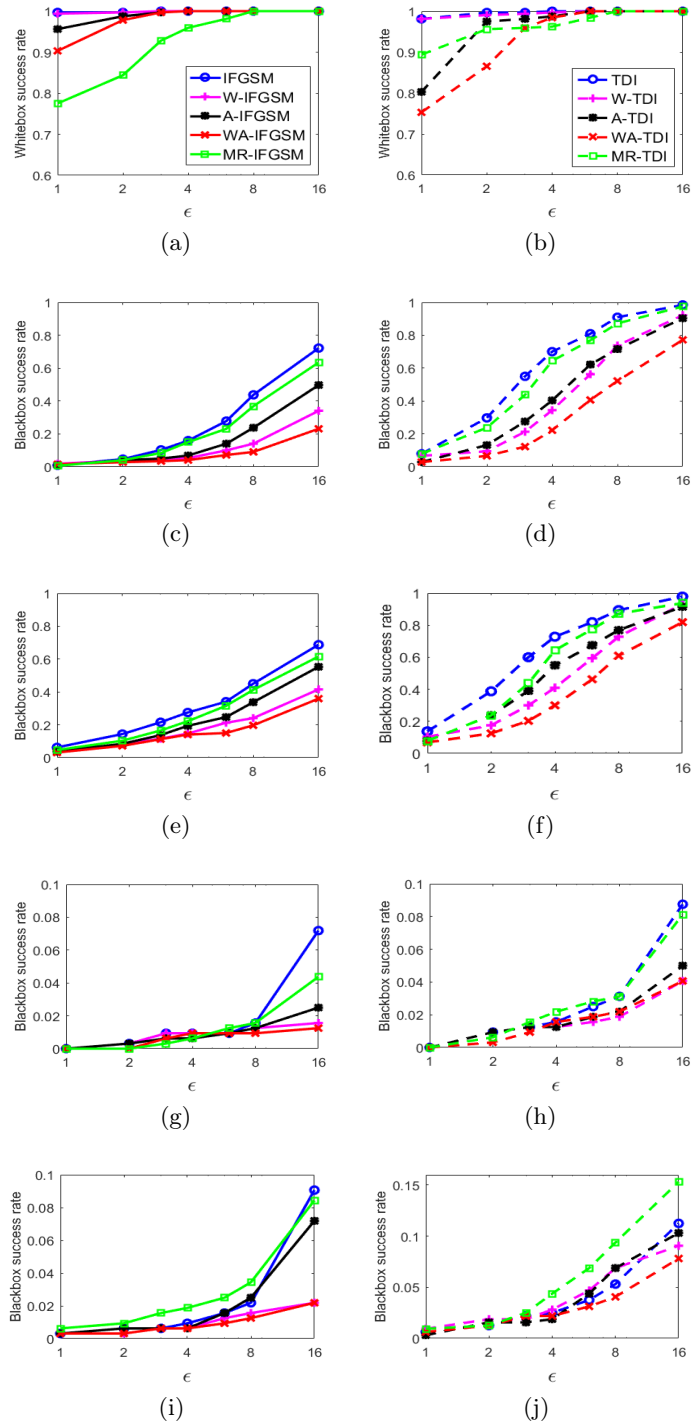 1
0.9
0.8
0.7
0.6
Whitebox success rate
IFGSM
W-IFGSM
A-IFGSM
WA-IFGSM
MR-IFGSM
1 2 4 8 16
ϵ
(a)
1
0.9
0.8
0.7
0.6
Whitebox success rate
TDI
W-TDI
A-TDI
WA-TDI
MR-TDI
1 2 4 8 16
ϵ
(b)
1
0.8
0.6
0.4
0.2
0
Blackbox success rate
1 2 4 8 16
ϵ
(c)
1
0.8
0.6
0.4
0.2
0
Blackbox success rate
1 2 4 8 16
ϵ
(d)
1
0.8
0.6
0.4
0.2
0
Blackbox success rate
1 2 4 8 16
ϵ
(e)
1
0.8
0.6
0.4
0.2
0
Blackbox success rate
1 2 4 8 16
ϵ
(f)
0.1
0.08
0.06
0.04
0.02
0
Blackbox success rate
1 2 4 8 16
ϵ
(g)
0.1
0.08
0.06
0.04
0.02
0
Blackbox success rate
1 2 4 8 16
ϵ
(h)
0.1
0.08
0.06
0.04
0.02
0
Blackbox success rate
1 2 4 8 16
ϵ
(i)
0.15
0.1
0.05
0
Blackbox success rate
1 2 4 8 16
ϵ
(j)